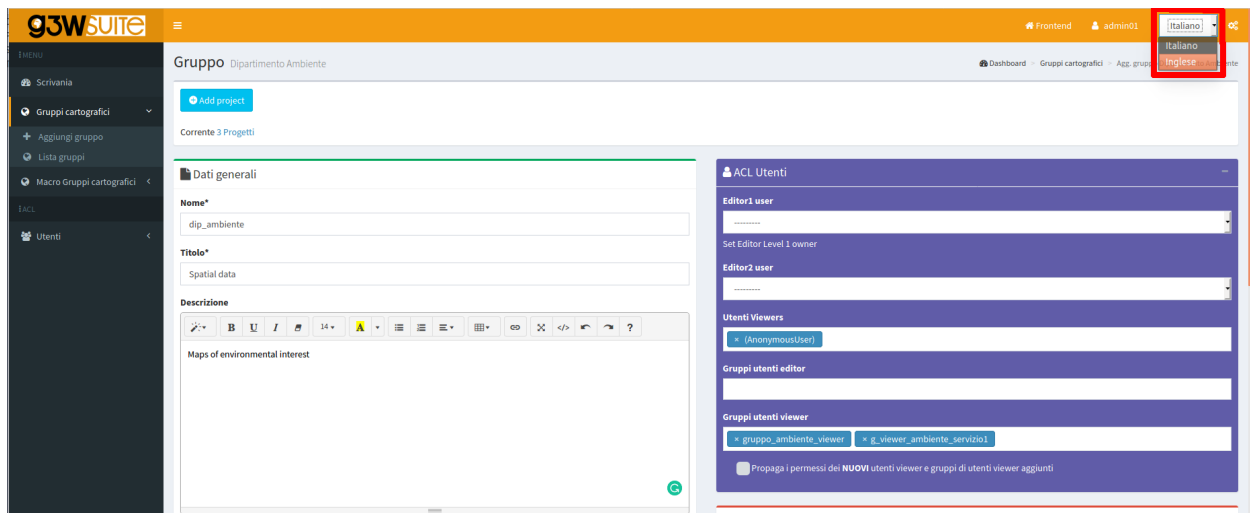 G3WSUITE
Frontend
admin01
Italiano
Italiano
Inglese
MENU
Scrivania
Gruppi cartografici
Aggiungi gruppo
Lista gruppi
Macro Gruppi cartografici
ACL
Utenti
Gruppo Dipartimento Ambiente
Dashboard > Gruppi cartografici > Agg. grupp
Add project
Corrente 3 Progetti
Dati generali
Nome*
dip_ambiente
Titolo*
Spatial data
Descrizione
B U I 14 A </> ?
Maps of environmental interest
ACL Utenti
Editor1 user
---------
Set Editor Level 1 owner
Editor2 user
---------
Utenti Viewers
× (AnonymousUser)
Gruppi utenti editor
Gruppi utenti viewer
× gruppo_ambiente_viewer × g_viewer_ambiente_servizio1
Propaga i permessi dei NUOVI utenti viewer e gruppi di utenti viewer aggiunti